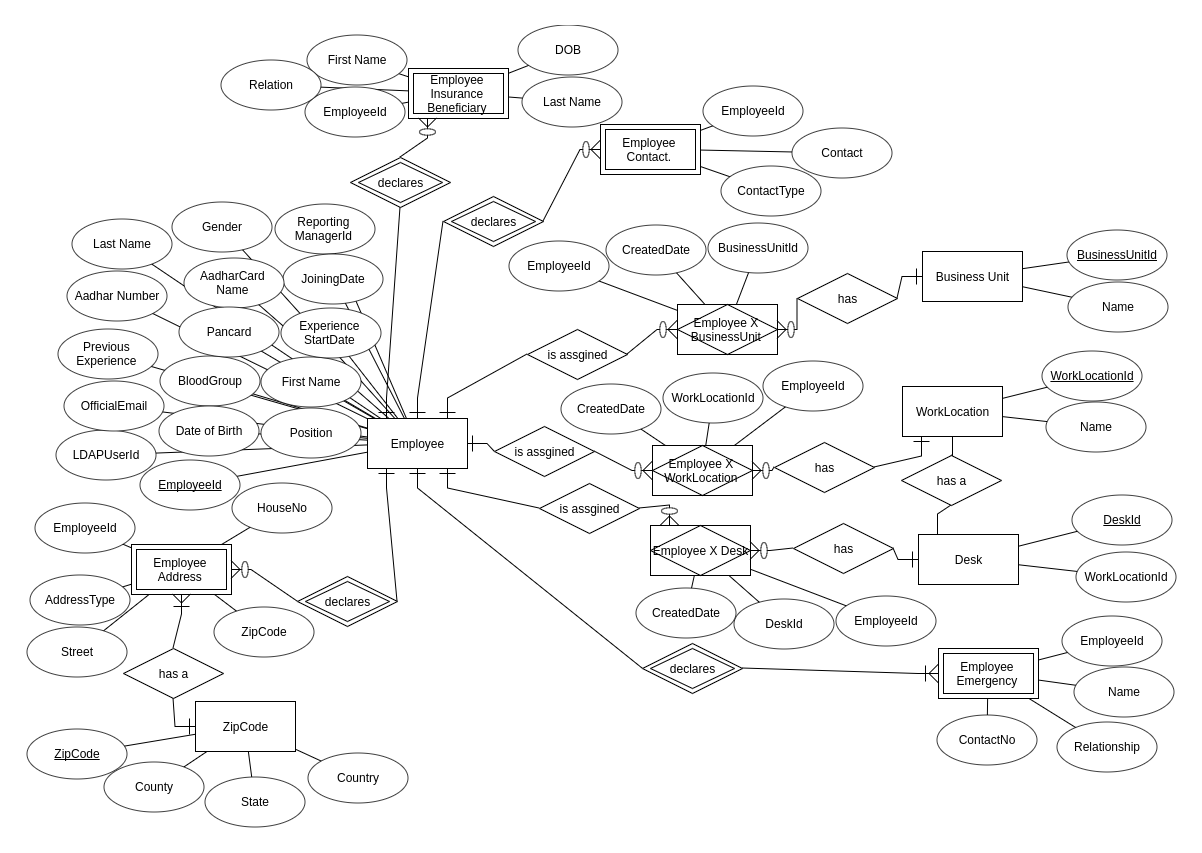 DOB
First Name
Employee
Insurance
Beneficiary
Relation
Last Name
EmployeeId
EmployeeId
Employee
Contact.
Contact
declares
ContactType
declares
Gender
Reporting
ManagerId
Last Name
CreatedDate
BusinessUnitId
BusinessUnitId
EmployeeId
AadharCard
Name
JoiningDate
Business Unit
Aadhar Number
has
Name
Employee X
BusinessUnit
Pancard
Experience
StartDate
Previous
Experience
is assgined
BloodGroup
First Name
WorkLocationId
EmployeeId
WorkLocationId
OfficialEmail
CreatedDate
WorkLocation
Date of Birth
Position
Name
Employee
LDAPUserId
is assgined
Employee X
WorkLocation
has
has a
EmployeeId
HouseNo
is assgined
DeskId
EmployeeId
Employee X Desk
has
Desk
Employee
Address
WorkLocationId
AddressType
declares
CreatedDate
DeskId
EmployeeId
ZipCode
Street
EmployeeId
has a
declares
Employee
Emergency
Name
ZipCode
ContactNo
Relationship
ZipCode
County
State
Country